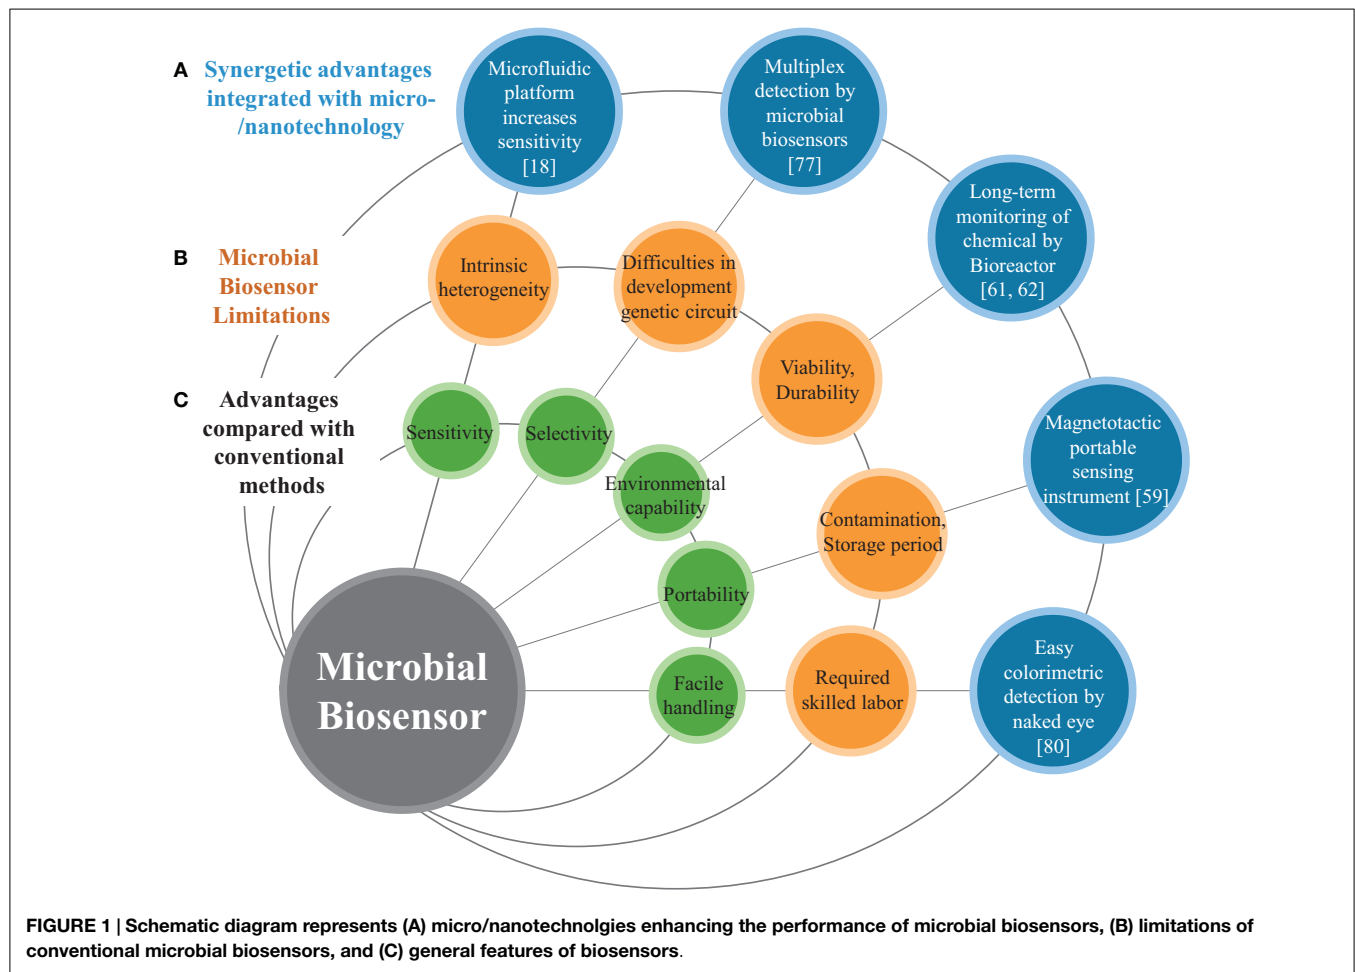 A Synergetic advantages
integrated with micro-
/nanotechnology
Microfluidic
platform
increases
sensitivity
[18]
Multiplex
detection by
microbial
biosensors
[77]
Long-term
monitoring of
chemical by
Bioreactor
[61, 62]
Magnetotactic
portable
sensing
instrument [59]
Easy
colorimetric
detection by
naked eye
[80]
B Microbial
Biosensor
Limitations
Intrinsic
heterogeneity
Difficulties in
development
genetic circuit
Viability,
Durability
Contamination,
Storage period
Required
skilled labor
C Advantages
compared with
conventional
methods
Sensitivity
Selectivity
Environmental
capability
Portability
Facile
handling
Microbial
Biosensor
FIGURE 1 | Schematic diagram represents (A) micro/nanotechnolgies enhancing the performance of microbial biosensors, (B) limitations of
conventional microbial biosensors, and (C) general features of biosensors.